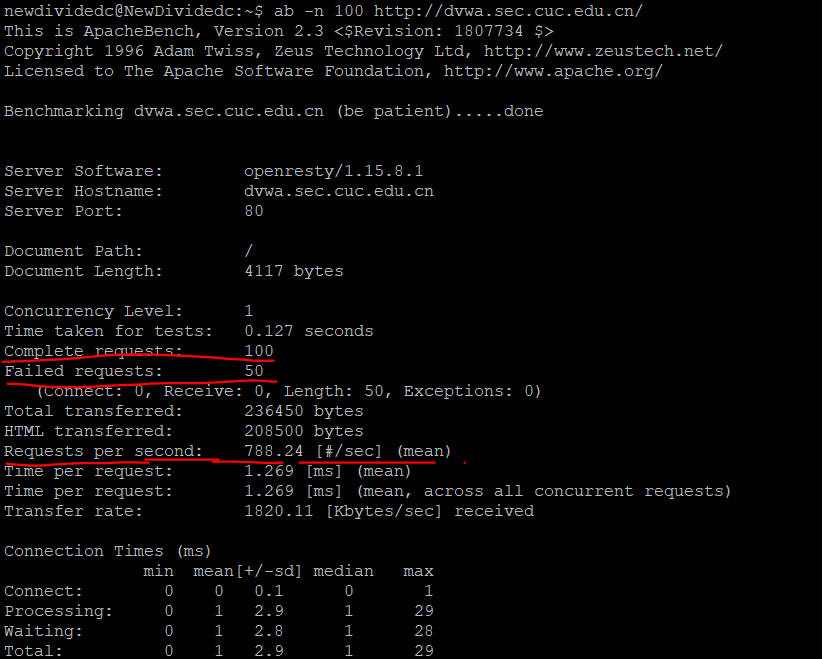 newdividedc@NewDividedc:~$ ab -n 100 http://dvwa.sec.cuc.edu.cn/
This is ApacheBench, Version 2.3 <$Revision: 1807734 $>
Copyright 1996 Adam Twiss, Zeus Technology Ltd, http://www.zeustech.net/
Licensed to The Apache Software Foundation, http://www.apache.org/
Benchmarking dvwa.sec.cuc.edu.cn (be patient).....done
Server Software: openresty/1.15.8.1
Server Hostname: dvwa.sec.cuc.edu.cn
Server Port: 80
Document Path: /
Document Length: 4117 bytes
Concurrency Level: 1
Time taken for tests: 0.127 seconds
Complete requests: 100
Failed requests: 50
(Connect: 0, Receive: 0, Length: 50, Exceptions: 0)
Total transferred: 236450 bytes
HTML transferred: 208500 bytes
Requests per second: 788.24 [#/sec] (mean)
Time per request: 1.269 [ms] (mean)
Time per request: 1.269 [ms] (mean, across all concurrent requests)
Transfer rate: 1820.11 [Kbytes/sec] received
Connection Times (ms)
min mean[+/-sd] median max
Connect: 0 0 0.1 0 1
Processing: 0 1 2.9 1 29
Waiting: 0 1 2.8 1 28
Total: 0 1 2.9 1 29